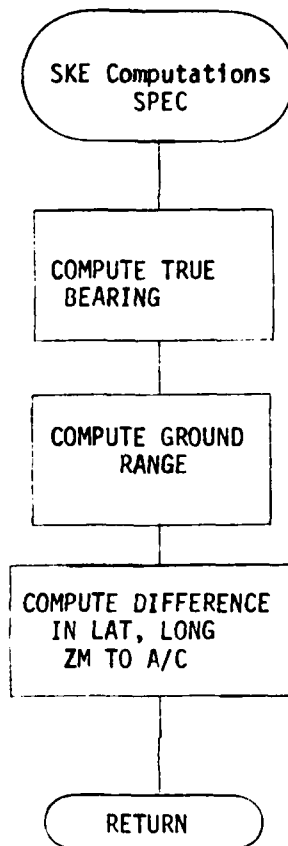 SKE Computations
SPEC
COMPUTE TRUE
BEARING
COMPUTE GROUND
RANGE
COMPUTE DIFFERENCE
IN LAT, LONG
ZM TO A/C
RETURN